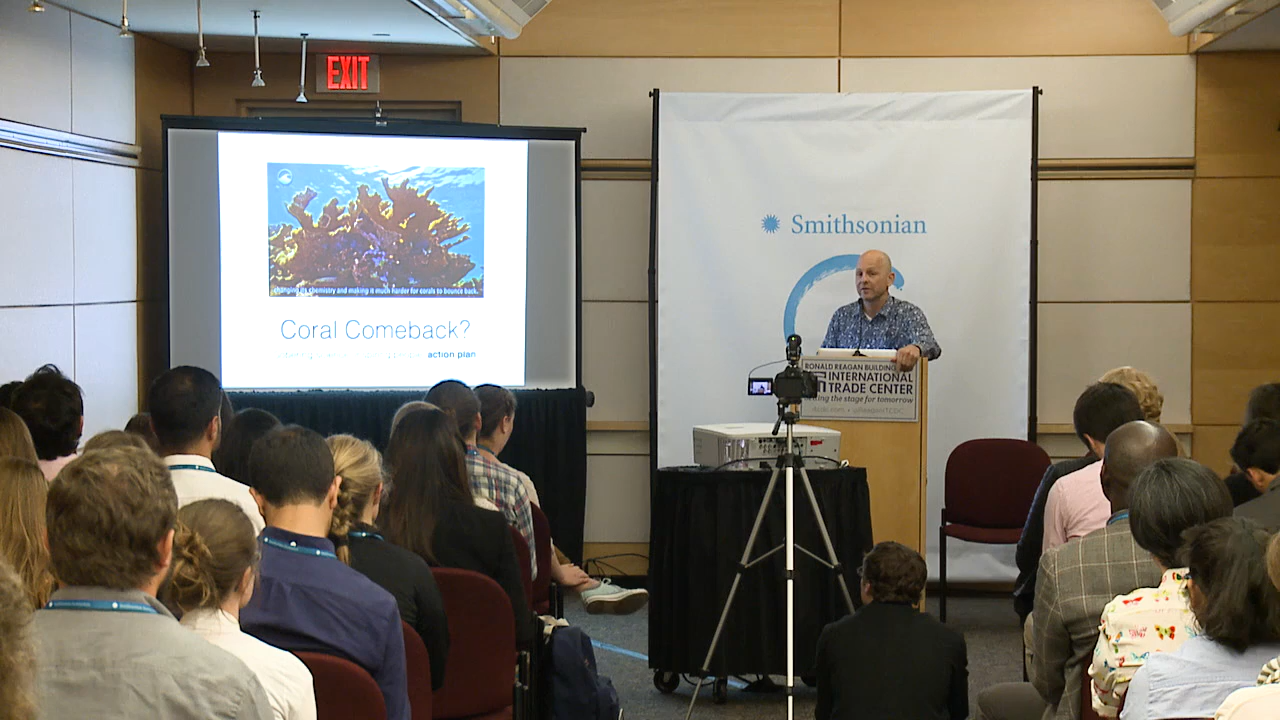 EXIT
changing its chemistry and making it much harder for corals to bounce back.
Coral Comeback?
action plan
Smithsonian
RONALD REAGAN BUILDING
INTERNATIONAL
TRADE CENTER
the stage for tomorrow